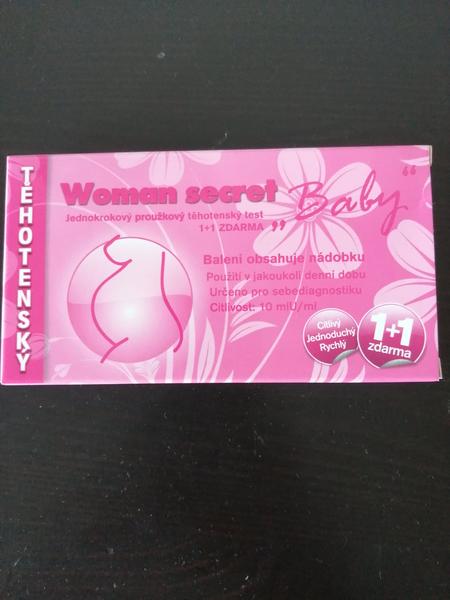 TĚHOTENSKÝ
Woman secret „Baby“
Jednokrokový proužkový těhotenský test
1+1 ZDARMA
Balení obsahuje nádobku
Použití v jakoukoli denní dobu
Určeno pro sebediagnostiku
Citlivost: 10 mIU/ml
Citlivý
Jednoduchý
Rychlý
1+1
zdarma